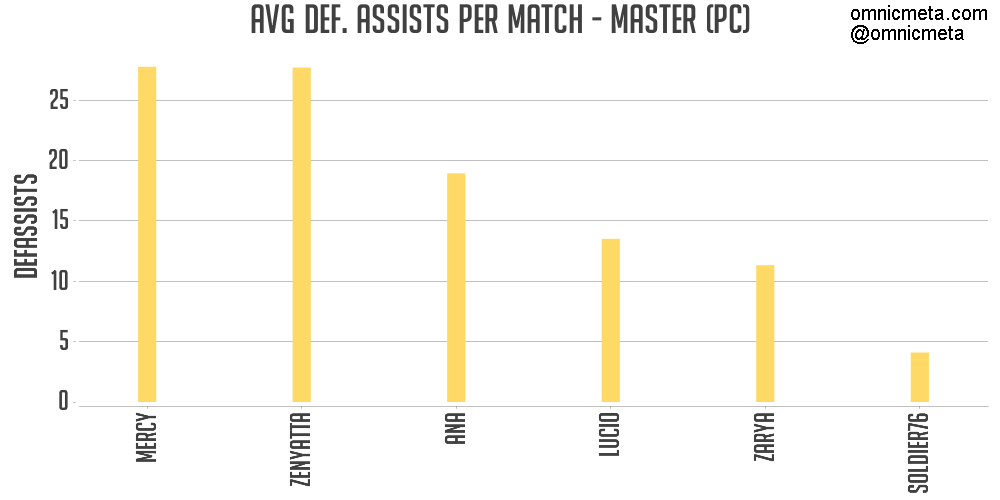 AVG DEF. ASSISTS PER MATCH - MASTER (PC)
omnicmeta.com
@omnicmeta
DEFASSISTS
25
20
15
10
5
0
MERCY
ZENYATTA
ANA
LUCIO
ZARYA
SOLDIER76